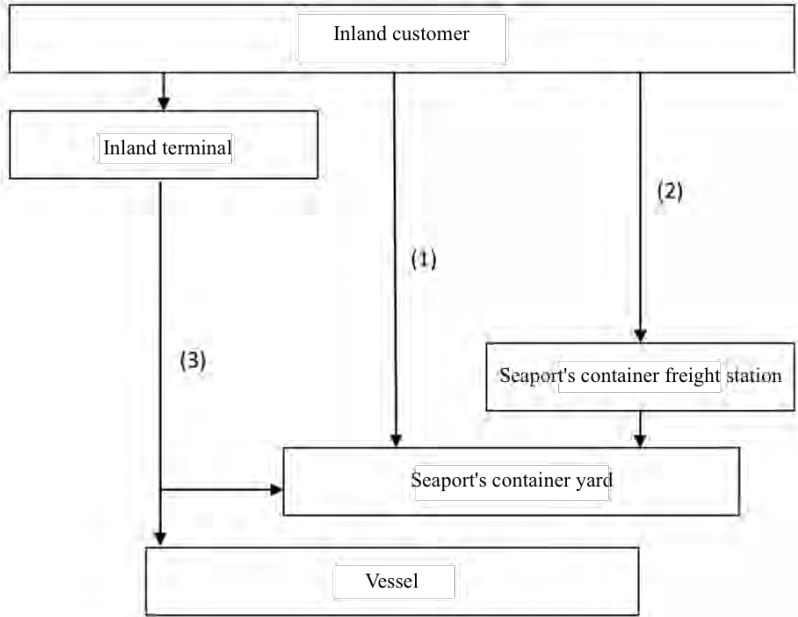 Inland customer
Inland terminal
(2)
(1)
(3)
Seaport's container freight station
Seaport's container yard
Vessel